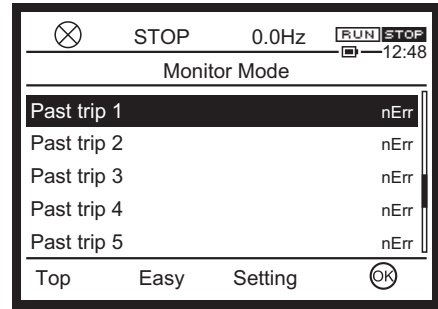 STOP 0.0Hz RUN STOP
12:48
Monitor Mode
Past trip 1 nErr
Past trip 2 nErr
Past trip 3 nErr
Past trip 4 nErr
Past trip 5 nErr
Top Easy Setting OK